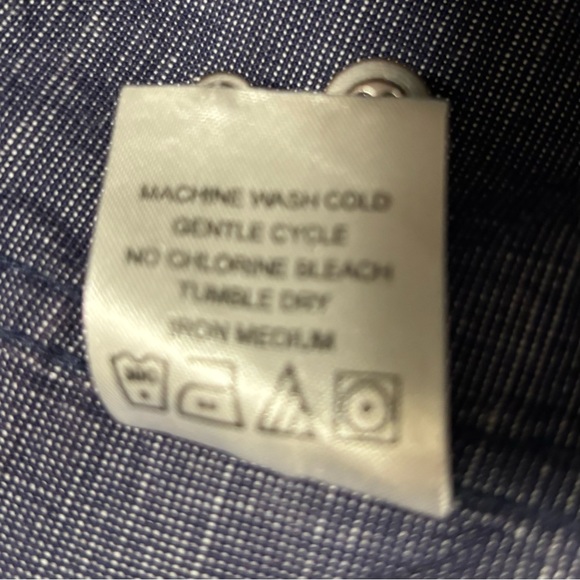 MACHINE WASH COLD
GENTLE CYCLE
NO CHLORINE BLEACH
TUMBLE DRY
IRON MEDIUM